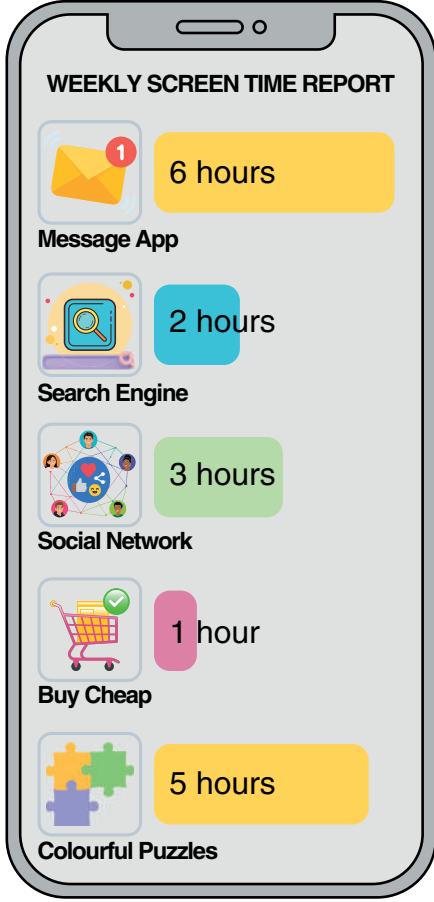 WEEKLY SCREEN TIME REPORT
1
6 hours
Message App
2 hours
Search Engine
3 hours
Social Network
1 hour
Buy Cheap
5 hours
Colourful Puzzles